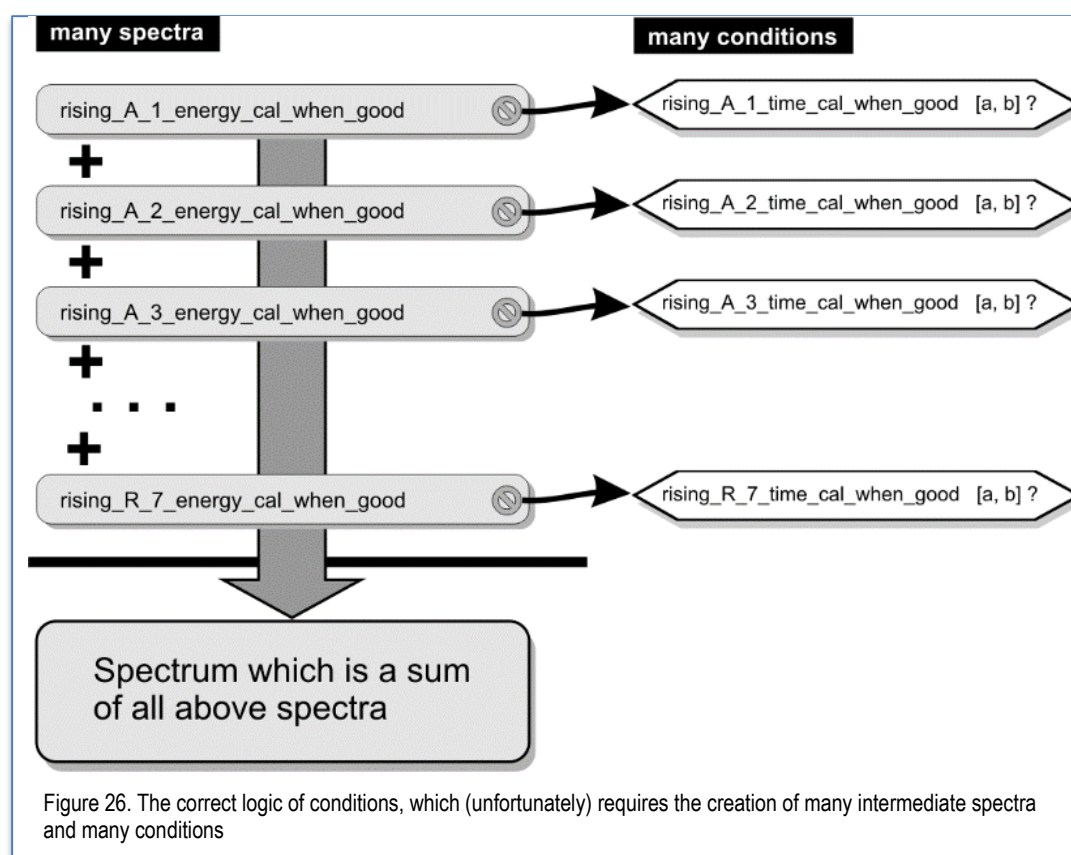 many spectra
many conditions
rising_A_1_energy_cal_when_good
rising_A_1_time_cal_when_good [a, b] ?
+
rising_A_2_energy_cal_when_good
rising_A_2_time_cal_when_good [a, b] ?
+
rising_A_3_energy_cal_when_good
rising_A_3_time_cal_when_good [a, b] ?
+
. . .
+
rising_R_7_energy_cal_when_good
rising_R_7_time_cal_when_good [a, b] ?
Spectrum which is a sum
of all above spectra
Figure 26. The correct logic of conditions, which (unfortunately) requires the creation of many intermediate spectra
and many conditions